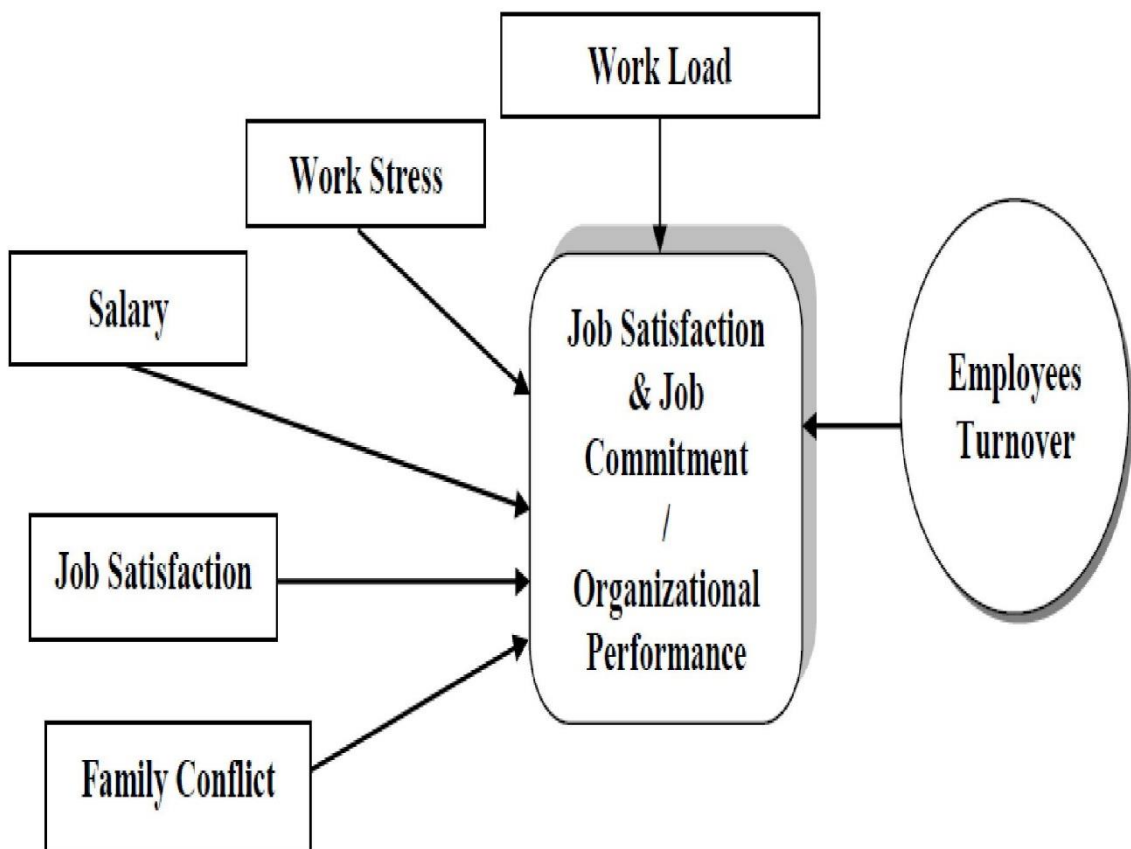 Work Load
Work Stress
Salary
Job Satisfaction
& Job
Commitment
/
Organizational
Performance
Employees
Turnover
Job Satisfaction
Family Conflict